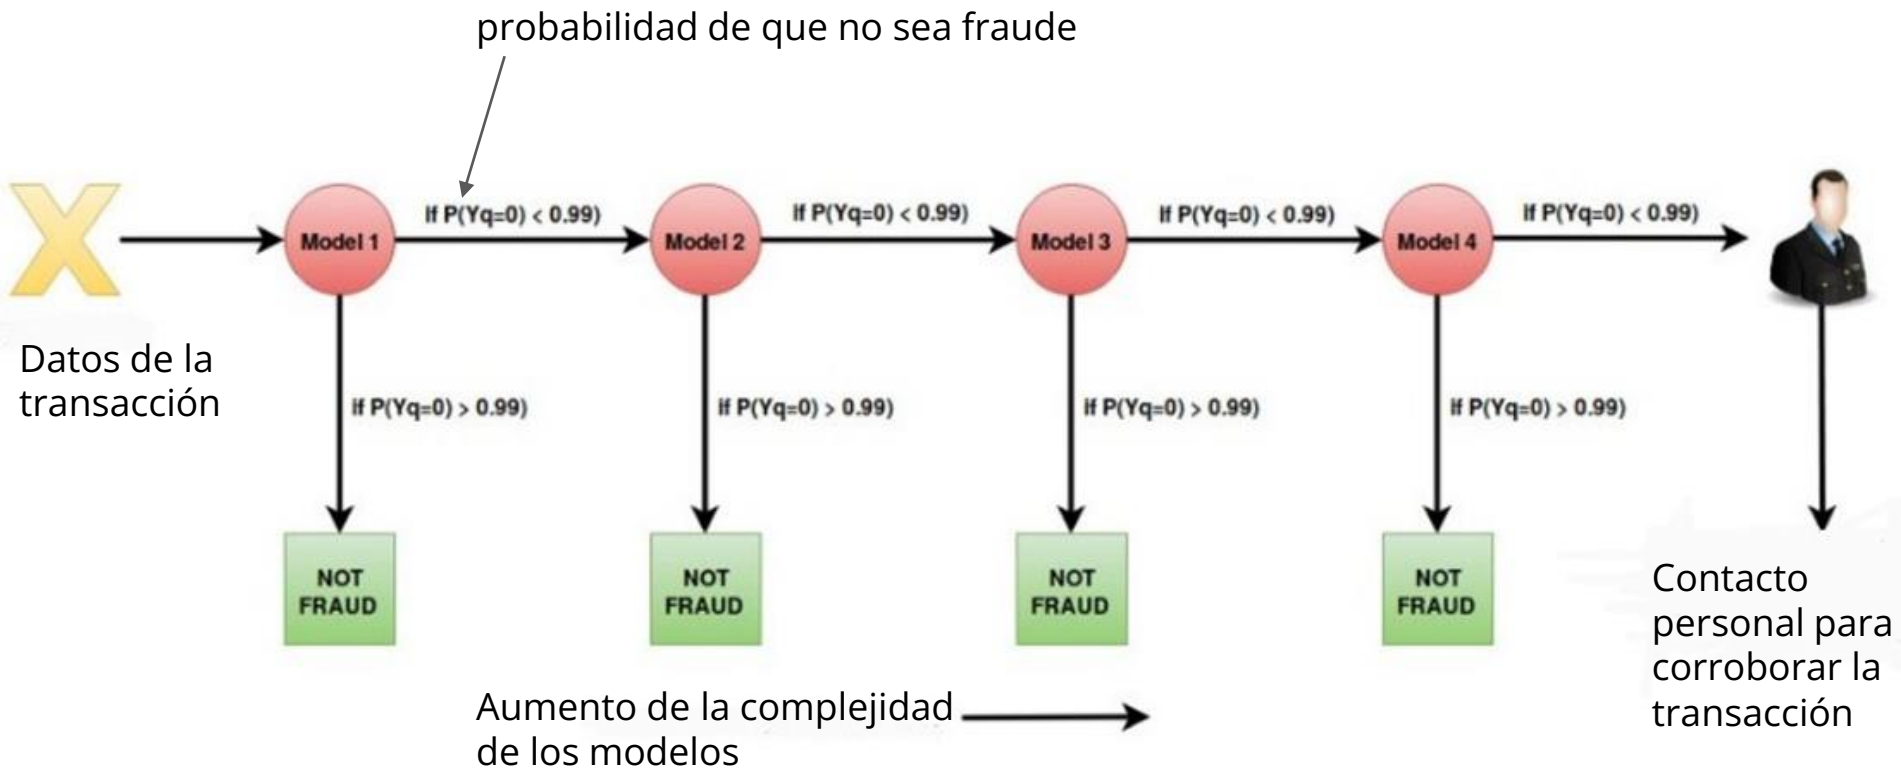 probabilidad de que no sea fraude
if P(Yq=0) < 0.99)
if P(Yq=0) < 0.99)
if P(Yq=0) < 0.99)
if P(Yq=0) < 0.99)
X
Model 1
Model 2
Model 3
Model 4
Datos de la
transacción
if P(Yq=0) > 0.99)
if P(Yq=0) > 0.99)
if P(Yq=0) > 0.99)
if P(Yq=0) > 0.99)
NOT
FRAUD
NOT
FRAUD
NOT
FRAUD
NOT
FRAUD
Contacto
personal para
corroborar la
transacción
Aumento de la complejidad
de los modelos